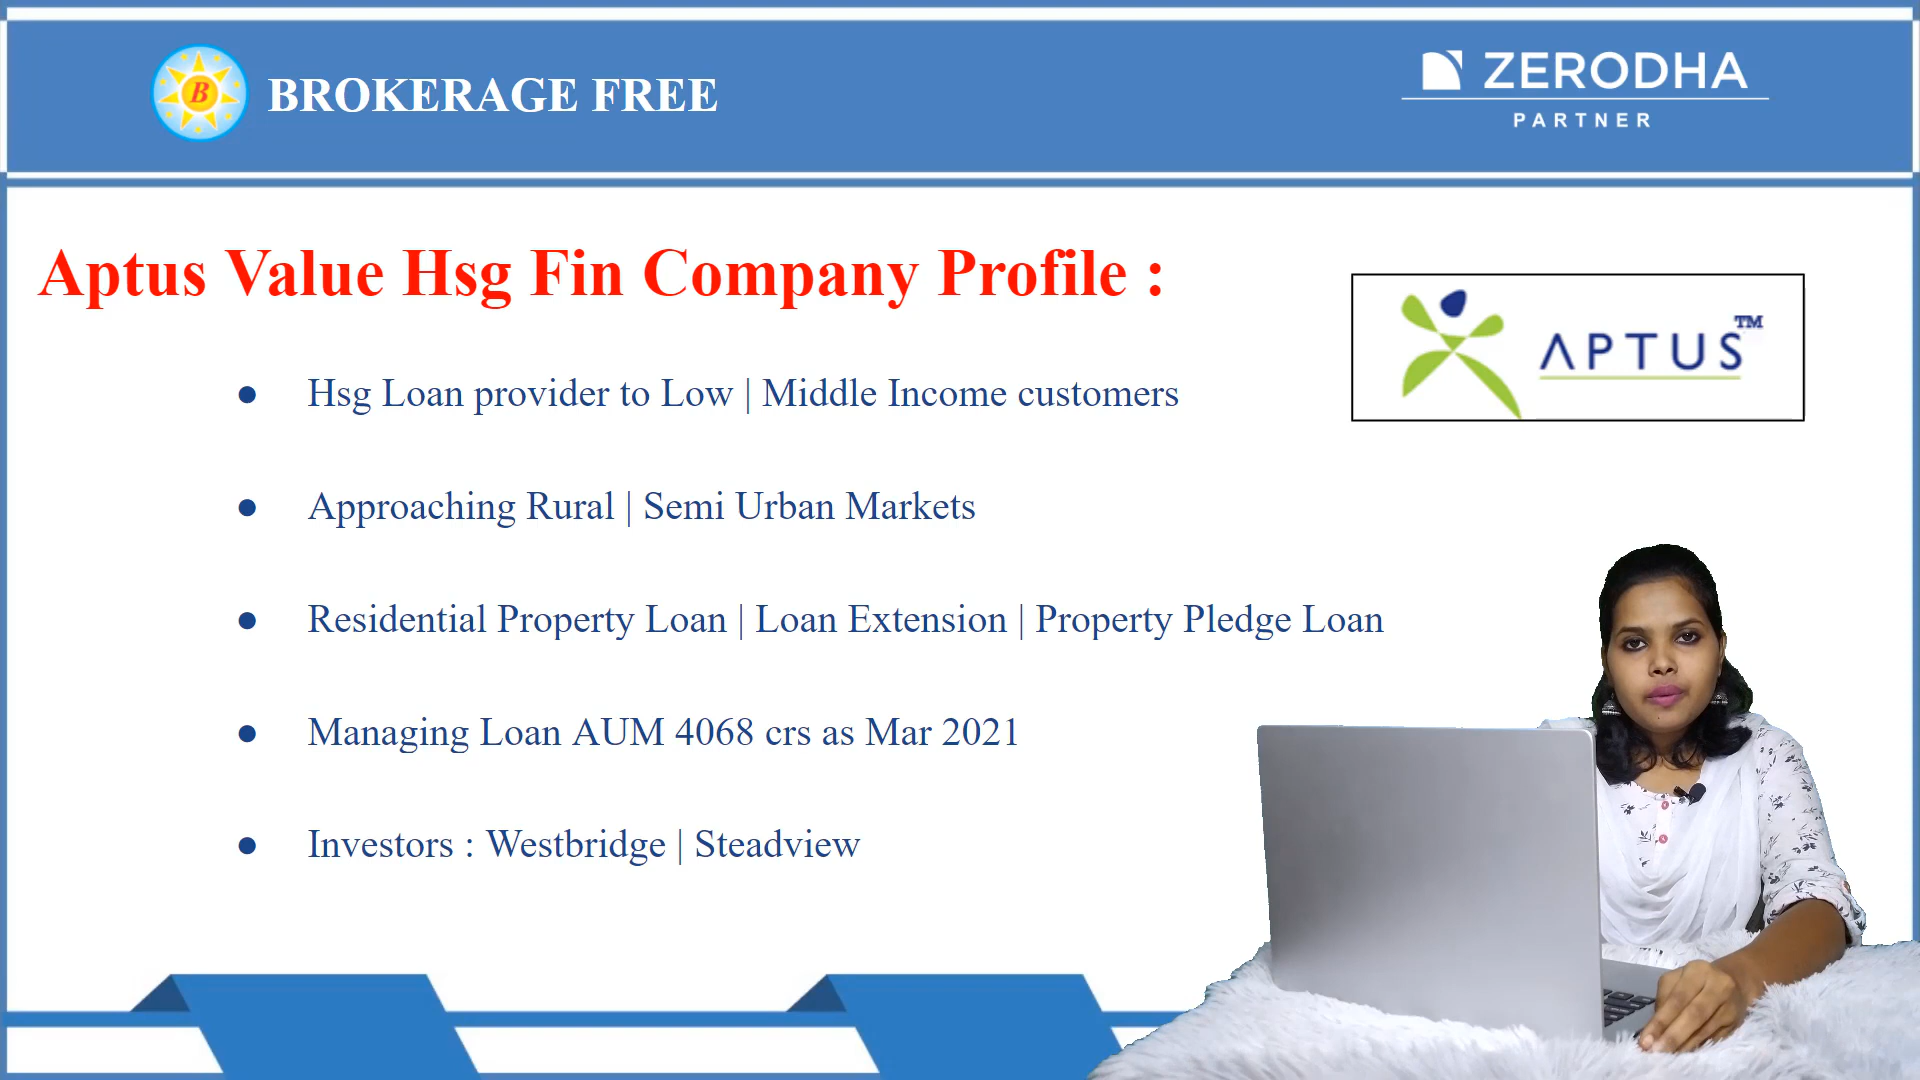 B
BROKERAGE FREE
ZERODHA
PARTNER
Aptus Value Hsg Fin Company Profile :
APTUS™
● Hsg Loan provider to Low | Middle Income customers
● Approaching Rural | Semi Urban Markets
● Residential Property Loan | Loan Extension | Property Pledge Loan
● Managing Loan AUM 4068 crs as Mar 2021
● Investors : Westbridge | Steadview